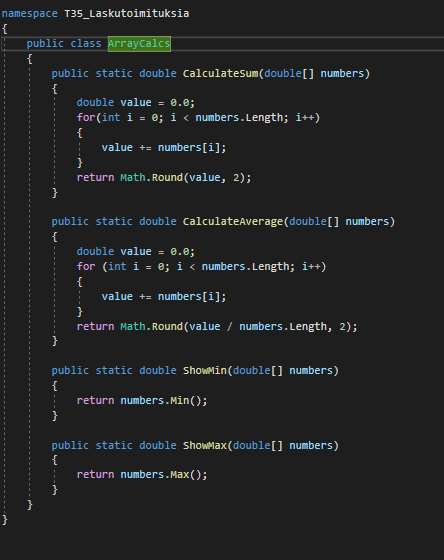 namespace T35_Laskutoimituksia
{
    public class ArrayCalcs
    {
        public static double CalculateSum(double[] numbers)
        {
            double value = 0.0;
            for(int i = 0; i < numbers.Length; i++)
            {
                value += numbers[i];
            }
            return Math.Round(value, 2);
        }

        public static double CalculateAverage(double[] numbers)
        {
            double value = 0.0;
            for (int i = 0; i < numbers.Length; i++)
            {
                value += numbers[i];
            }
            return Math.Round(value / numbers.Length, 2);
        }

        public static double ShowMin(double[] numbers)
        {
            return numbers.Min();
        }

        public static double ShowMax(double[] numbers)
        {
            return numbers.Max();
        }
    }
}